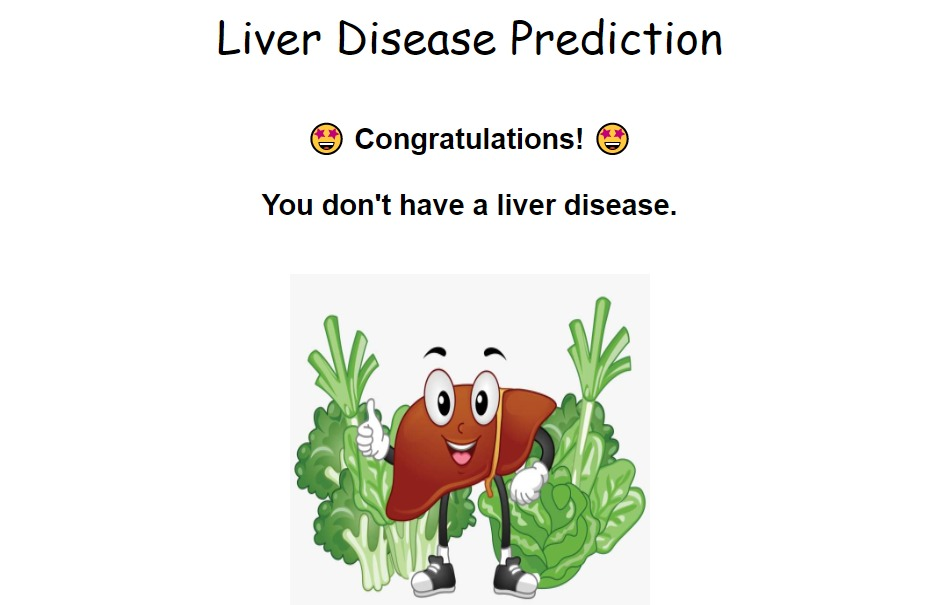 Liver Disease Prediction
🤩 Congratulations! 🤩
You don't have a liver disease.